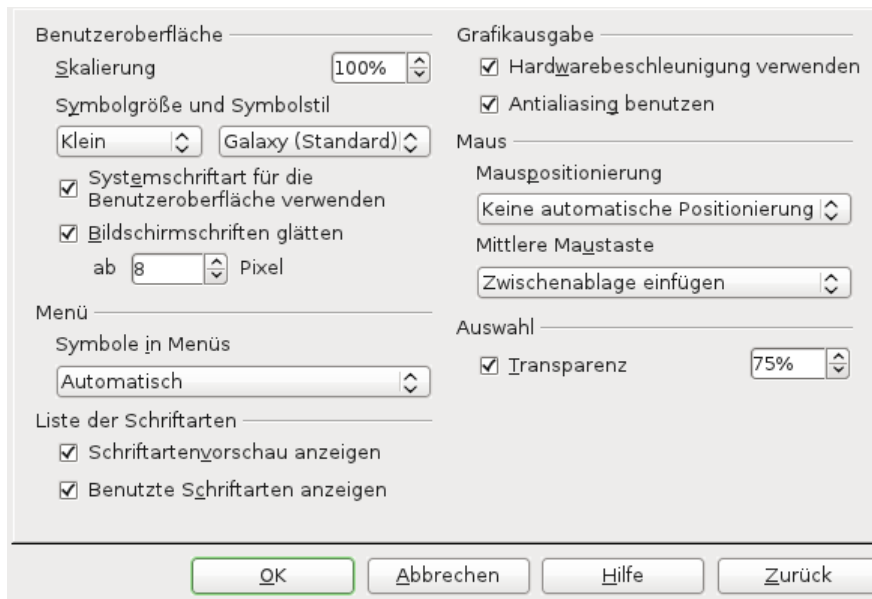 Benutzeroberfläche
Skalierung
100%
Symbolgröße und Symbolstil
Klein
Galaxy (Standard)
Systemschriftart für die
Benutzeroberfläche verwenden
Bildschirmschriften glätten
ab 8 Pixel
Menü
Symbole in Menüs
Automatisch
Liste der Schriftarten
Schriftartenvorschau anzeigen
Benutzte Schriftarten anzeigen
Grafikausgabe
Hardwarebeschleunigung verwenden
Antialiasing benutzen
Maus
Mauspositionierung
Keine automatische Positionierung
Mittlere Maustaste
Zwischenablage einfügen
Auswahl
Transparenz
75%
OK
Abbrechen
Hilfe
Zurück